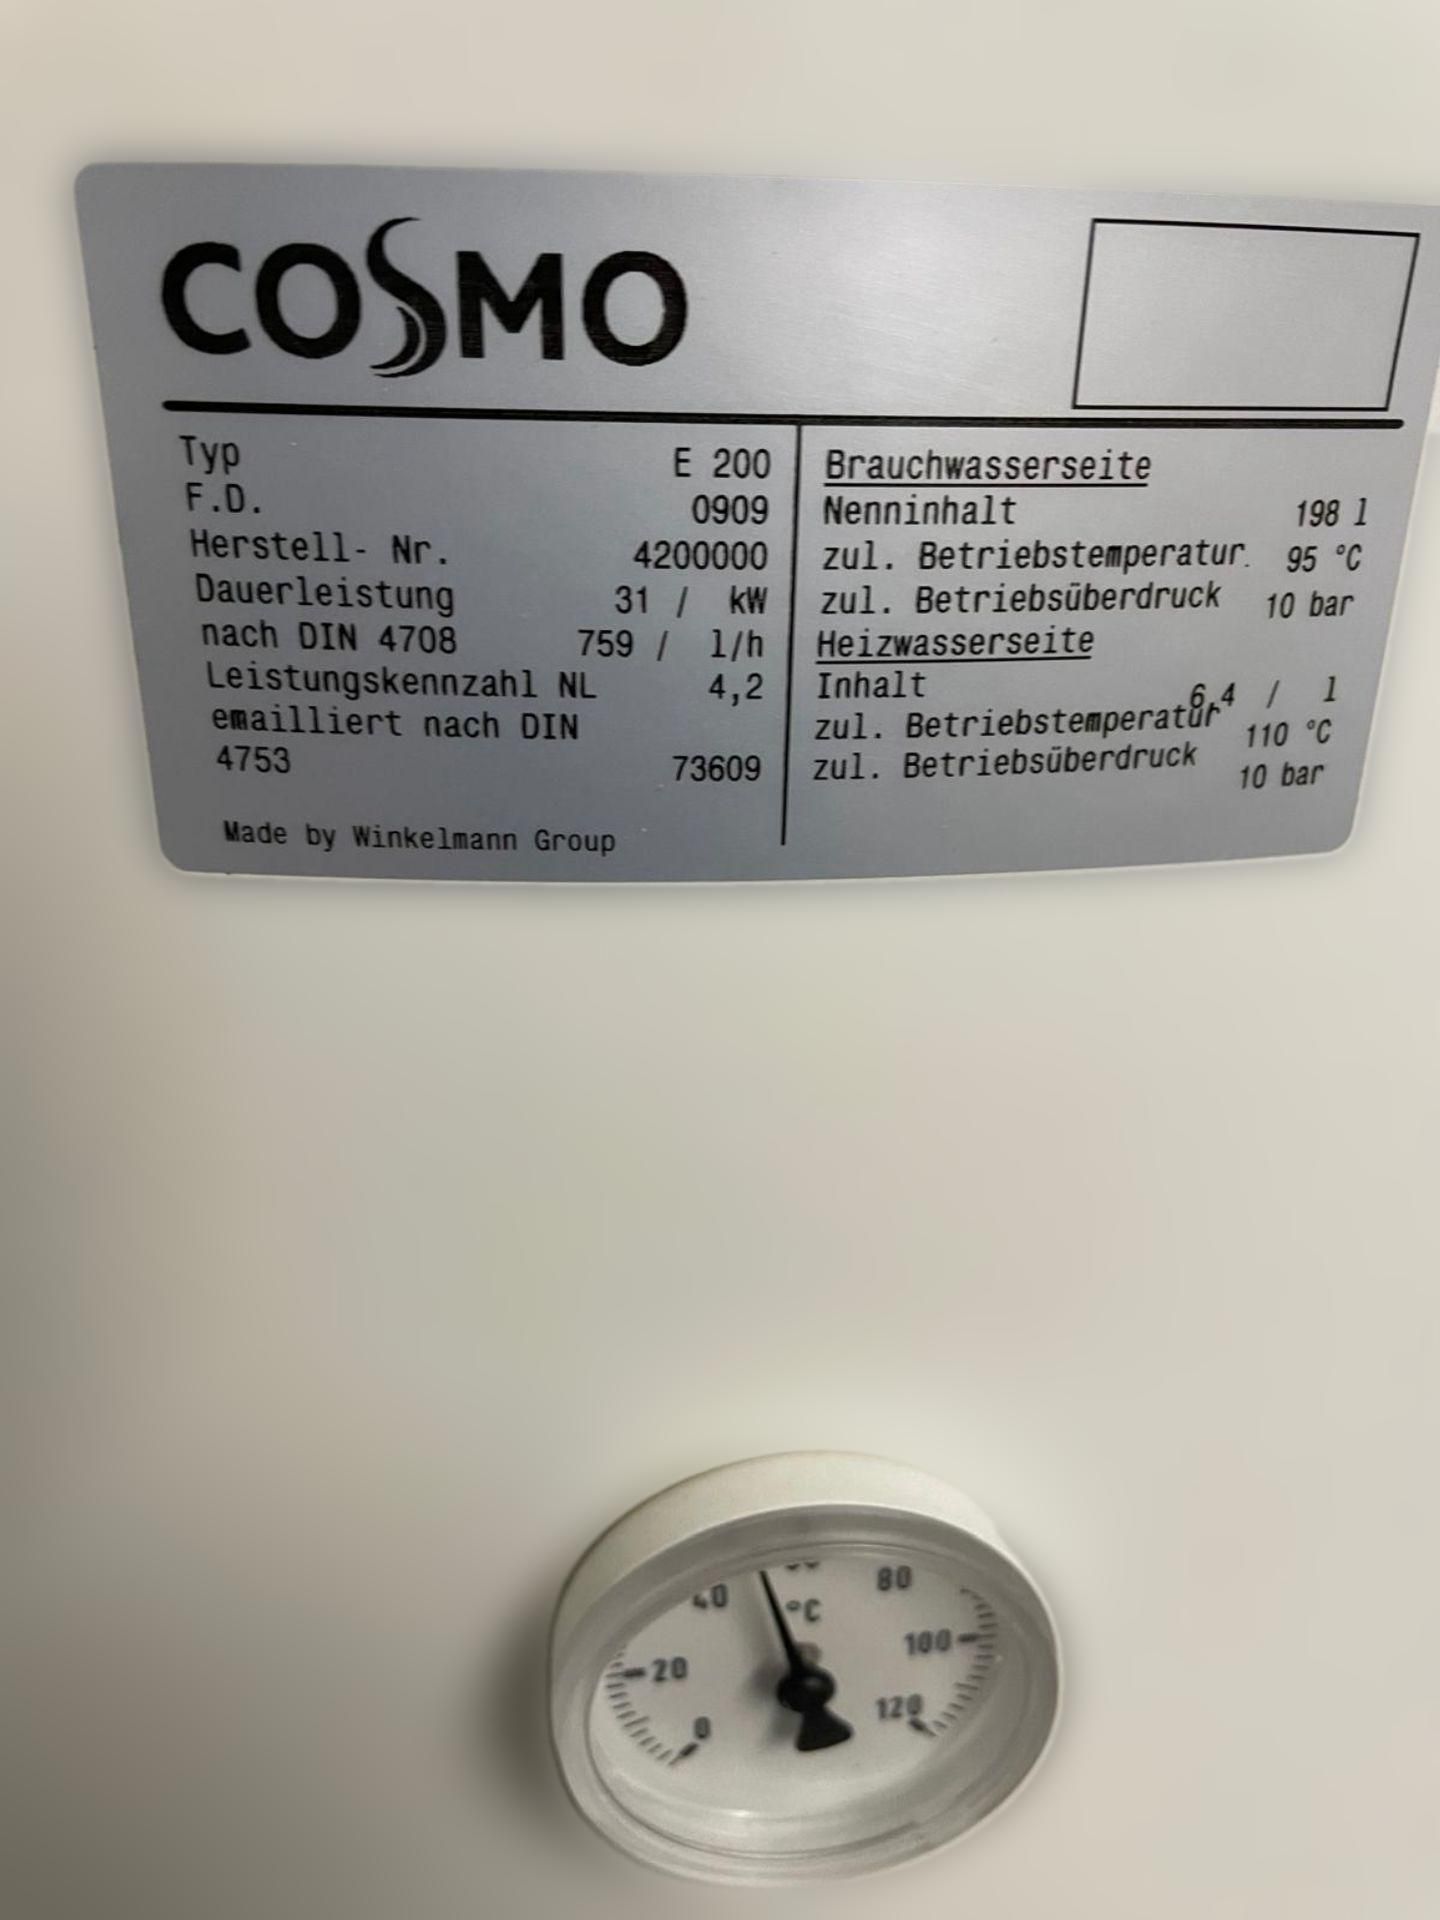 COSMO
Typ E 200
F.D. 0909
Herstell- Nr. 4200000
Dauerleistung 31 / kW
nach DIN 4708 759 / l/h
Leistungskennzahl NL 4,2
emailliert nach DIN
4753 73609
Made by Winkelmann Group
Brauchwasserseite
Nenninhalt 198 l
zul. Betriebstemperatur. 95 °C
zul. Betriebsüberdruck 10 bar
Heizwasserseite
Inhalt 6,4 / l
zul. Betriebstemperatur 110 °C
zul. Betriebsüberdruck 10 bar
0
20
40
°C
80
100
120